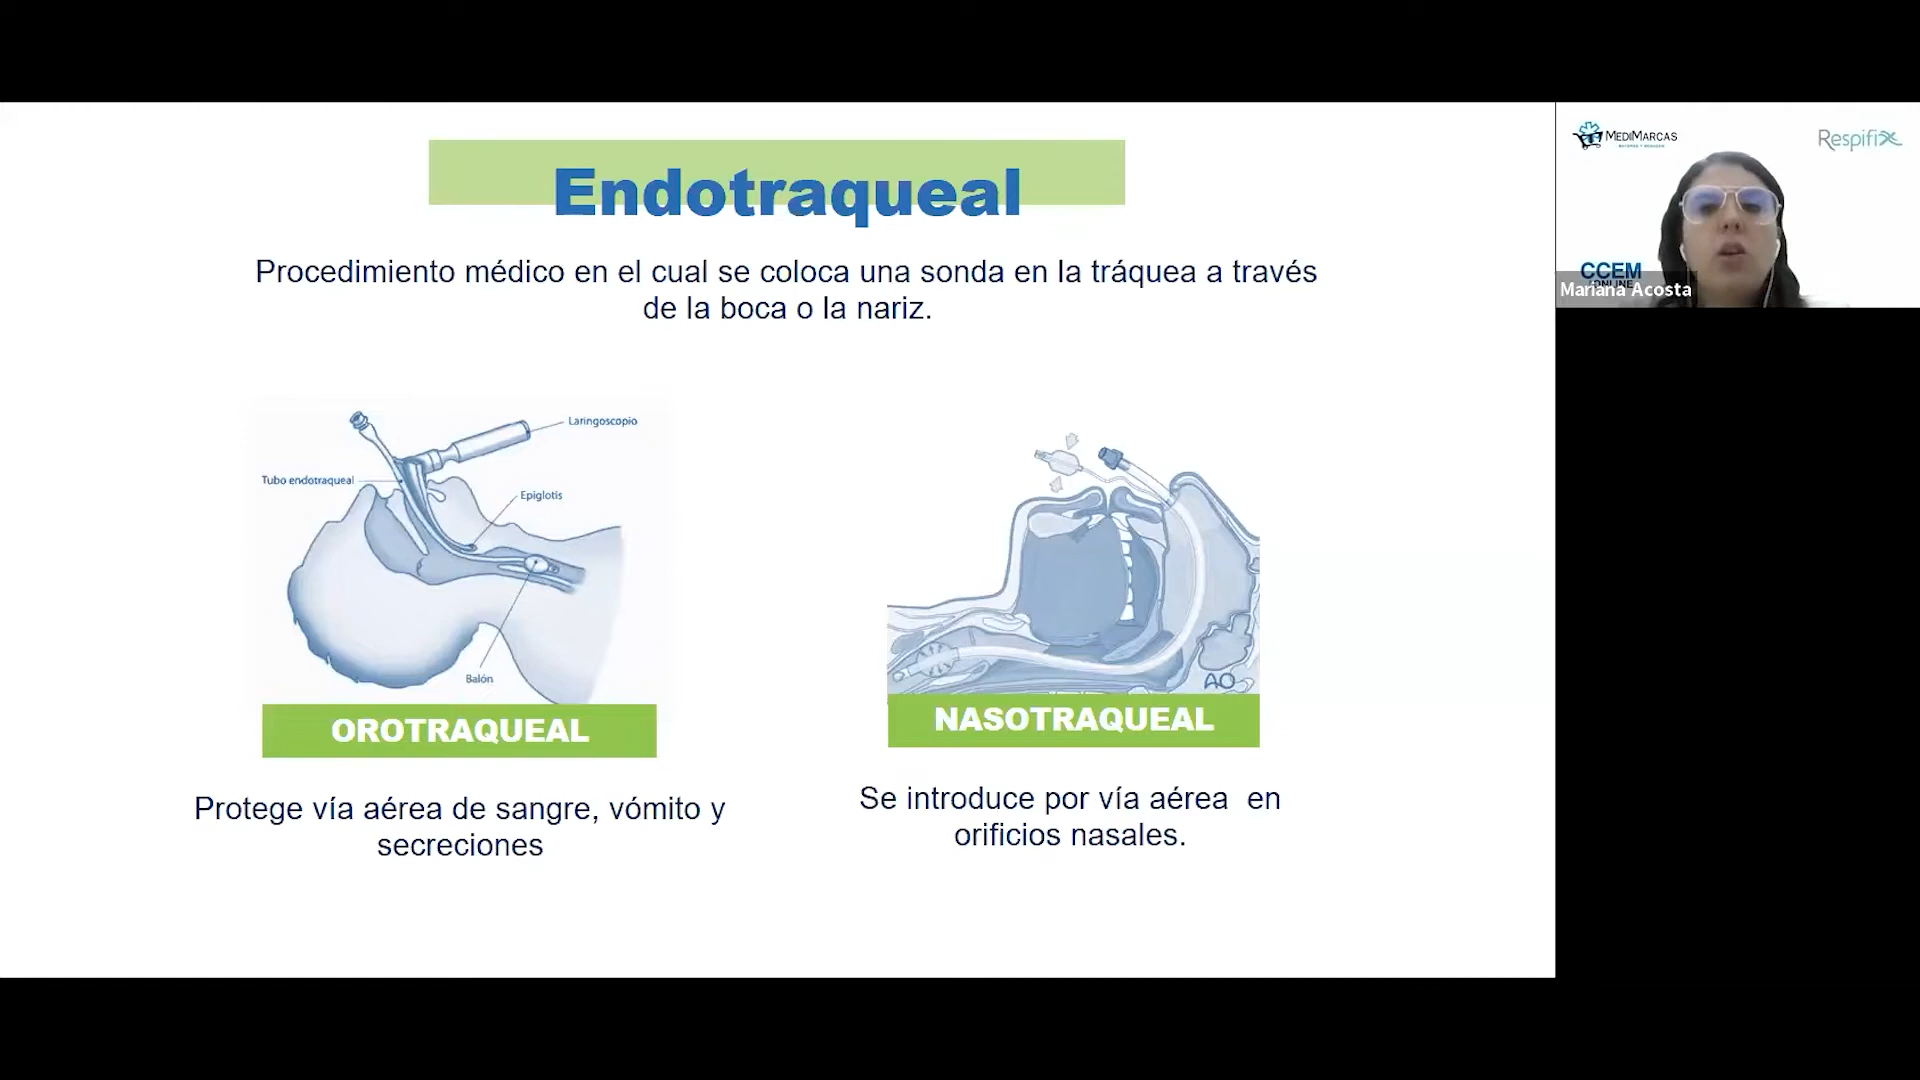 Endotraqueal
Procedimiento médico en el cual se coloca una sonda en la tráquea a través
de la boca o la nariz.
Laringoscopio
Tubo endotraqueal
Epiglotis
Balón
OROTRAQUEAL
Protege vía aérea de sangre, vómito y
secreciones
AO
NASOTRAQUEAL
Se introduce por vía aérea  en
orificios nasales.
MEDIMARCAS
Respifix
CCEM
ONLINE
Mariana Acosta